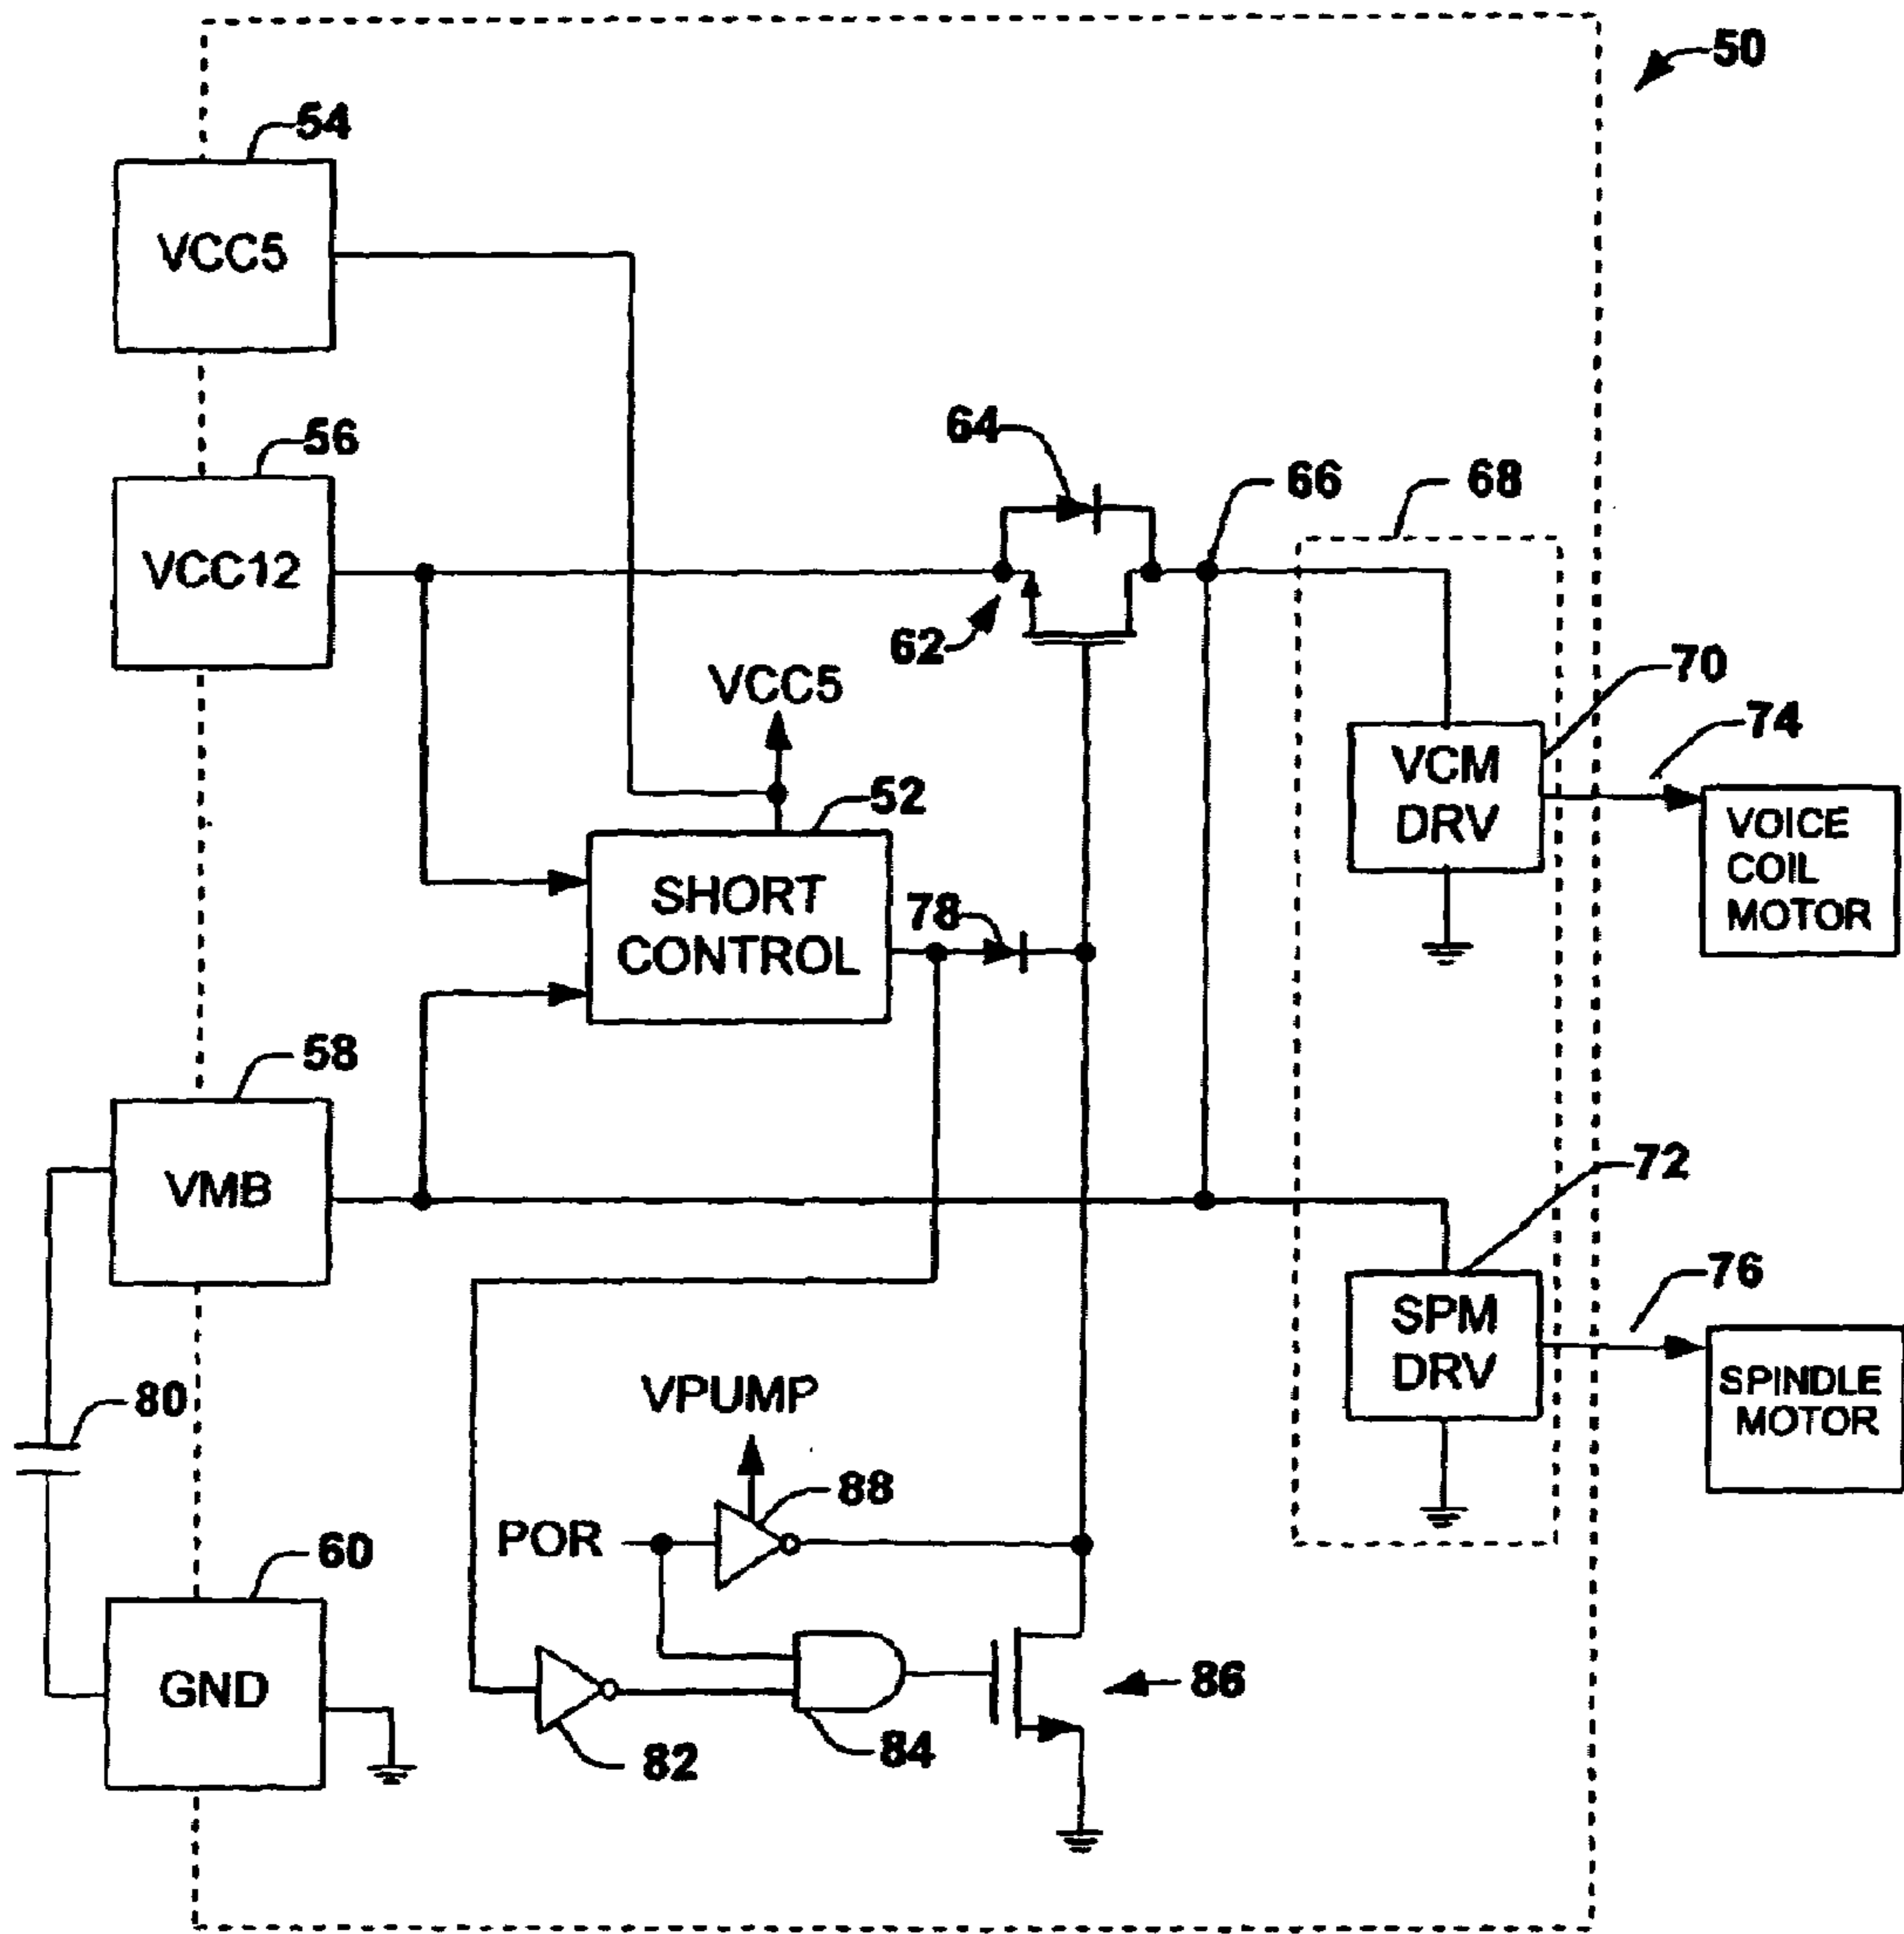 50
54
VCC5
56
VCC12
64
66
68
62
VCC5
70
74
VCM
DRV
52
VOICE
COIL
MOTOR
SHORT
CONTROL
78
58
VMB
72
76
SPM
DRV
SPINDLE
MOTOR
80
VPUMP
88
POR
60
GND
86
82
84